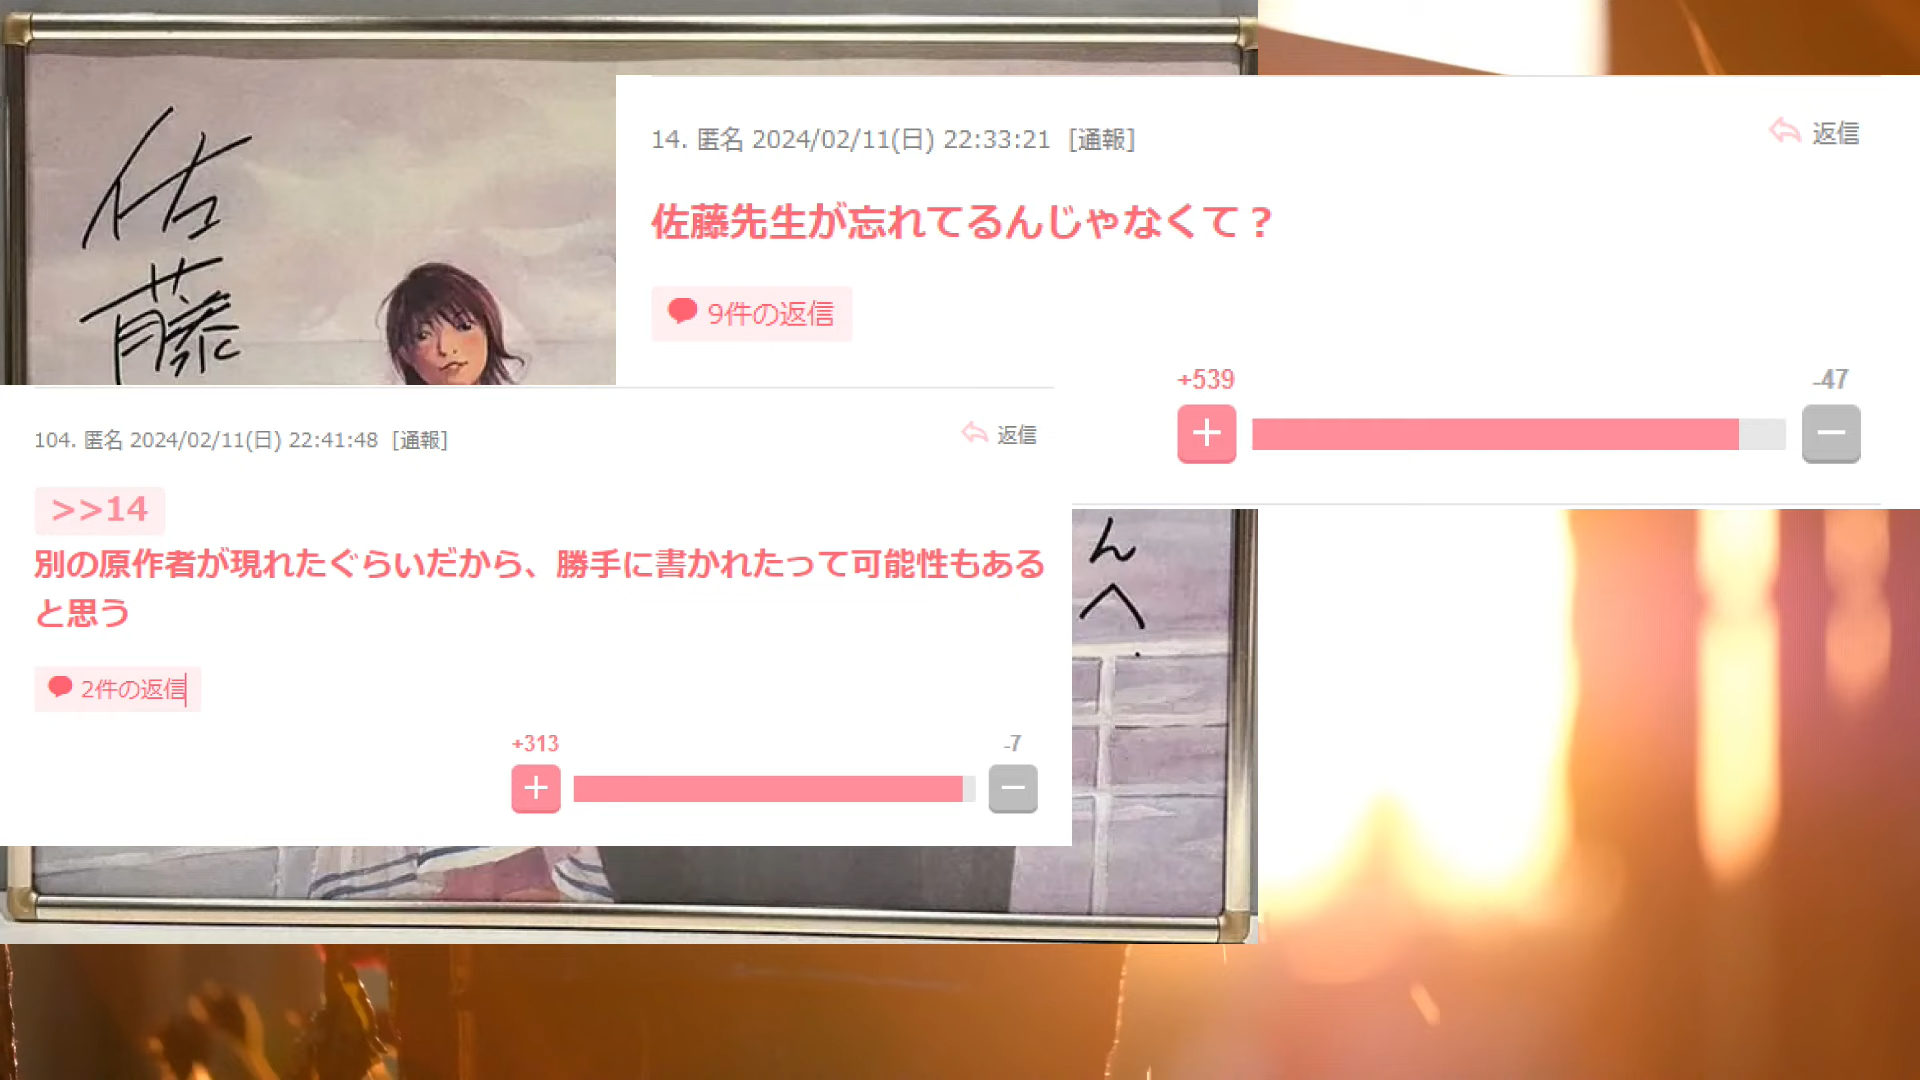 佐藤
14. 匿名 2024/02/11(日) 22:33:21 [通報]
返信
佐藤先生が忘れてるんじゃなくて？
9件の返信
+539
-47
104. 匿名 2024/02/11(日) 22:41:48 [通報]
返信
>>14
別の原作者が現れたぐらいだから、勝手に書かれたって可能性もある
と思う
2件の返信
+313
-7
んへ